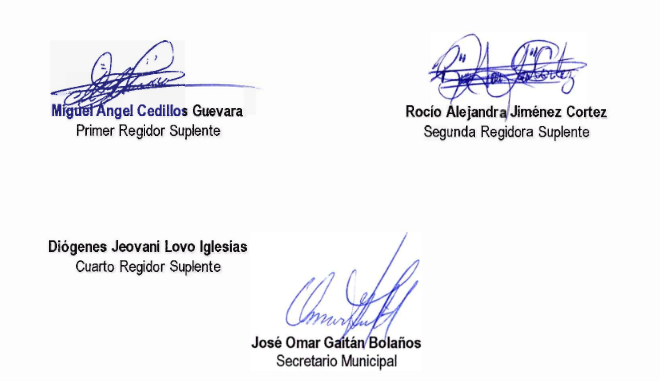 Miguel Angel Cedillos Guevara
Primer Regidor Suplente
Rocío Alejandra Jiménez Cortez
Segunda Regidora Suplente
Diógenes Jeovani Lovo Iglesias
Cuarto Regidor Suplente
José Omar Gaitán Bolaños
Secretario Municipal